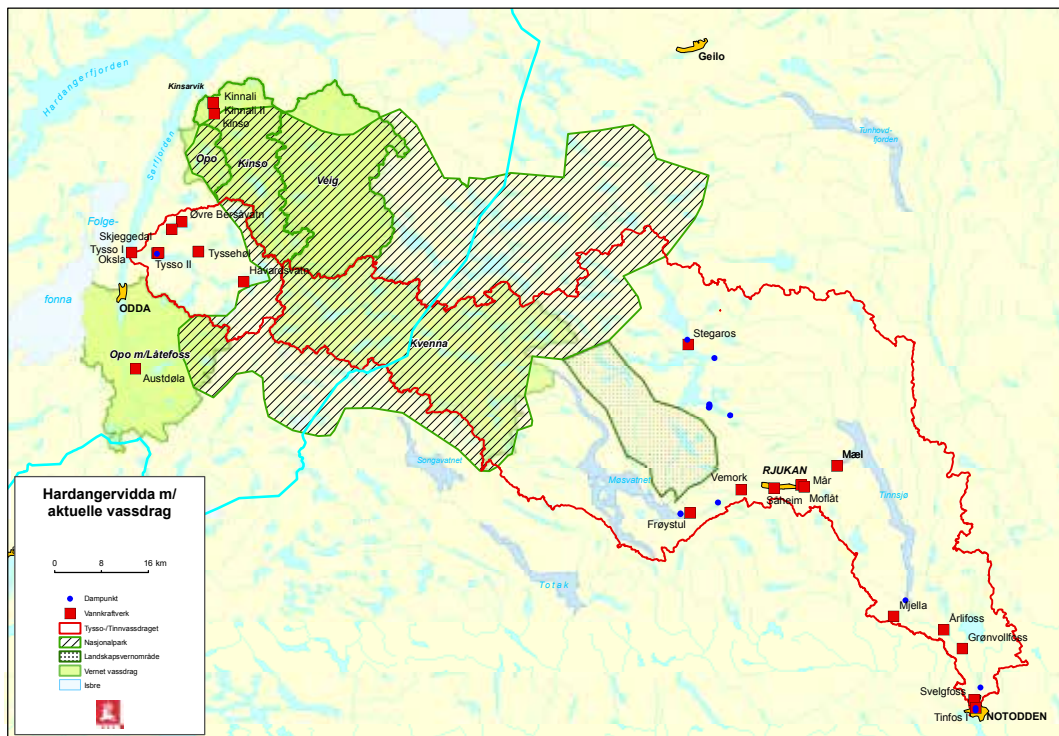 Geilo
Hardangerfjorden
Kinsarvik
Kinnali
Kinnali II
Kinso
Tunhovd-
fjorden
Sørfjorden
Opo
Kinso
Veig
Folge-
fonna
Øvre Bersåvatn
Skjeggedal
Tysso I
Oksla
Tysso II
Tyssehøl
Håvardsvatn
ODDA
Opo m/Låtefoss
Austdøla
Kvenna
Stegaros
Songavatnet
Møsvatnet
Totak
Frøystul
Vemork
RJUKAN
Såheim
Mår
Moflåt
Mæl
Tinnsjø
Mjella
Årlifoss
Grønvollfoss
Svelgfoss
Tinfos I
NOTODDEN
Hardangervidda m/
aktuelle vassdrag
0 8 16 km
Dampunkt
Vannkraftverk
Tysso-/Tinnvassdraget
Nasjonalpark
Landskapsvernområde
Vernet vassdrag
Isbre